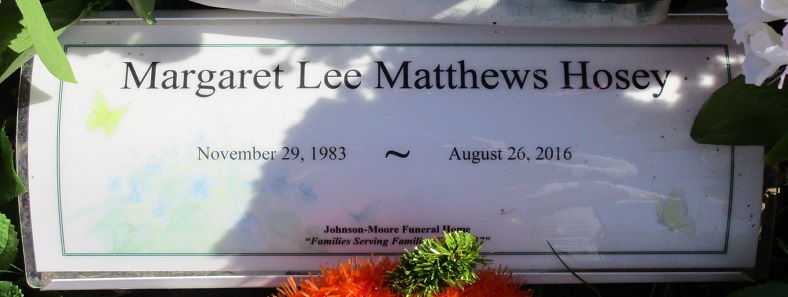 Margaret Lee Matthews Hosey
November 29, 1983 ~ August 26, 2016
Johnson-Moore Funeral Home
"Families Serving